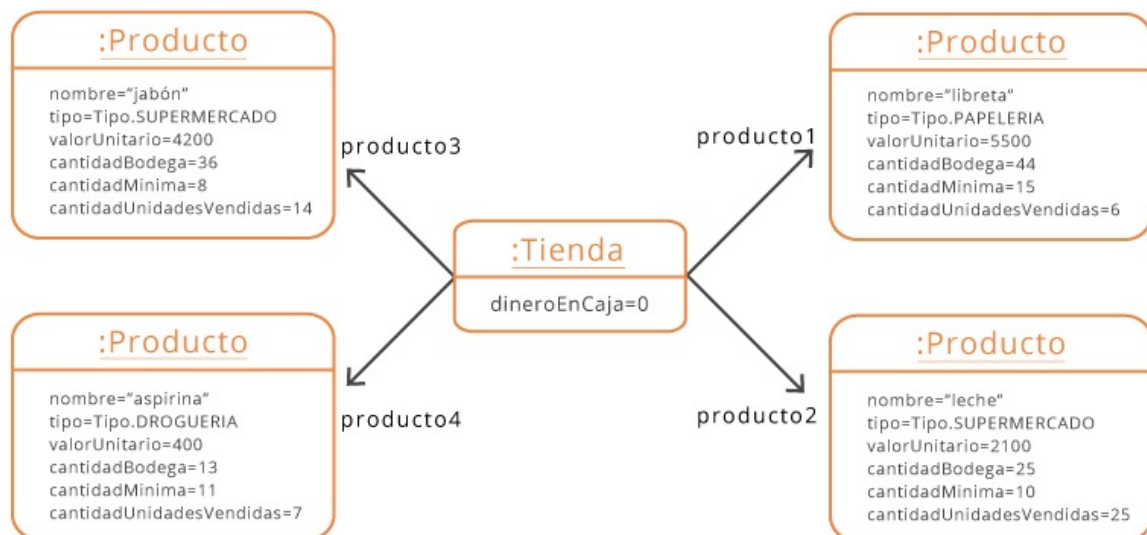 :Producto
nombre="jabón"
tipo=Tipo.SUPERMERCADO
valorUnitario=4200
cantidadBodega=36
cantidadMinima=8
cantidadUnidadesVendidas=14
:Producto
nombre="libreta"
tipo=Tipo.PAPELERIA
valorUnitario=5500
cantidadBodega=44
cantidadMinima=15
cantidadUnidadesVendidas=6
producto3
producto1
:Tienda
dineroEnCaja=0
producto4
producto2
:Producto
nombre="aspirina"
tipo=Tipo.DROGUERIA
valorUnitario=400
cantidadBodega=13
cantidadMinima=11
cantidadUnidadesVendidas=7
:Producto
nombre="leche"
tipo=Tipo.SUPERMERCADO
valorUnitario=2100
cantidadBodega=25
cantidadMinima=10
cantidadUnidadesVendidas=25